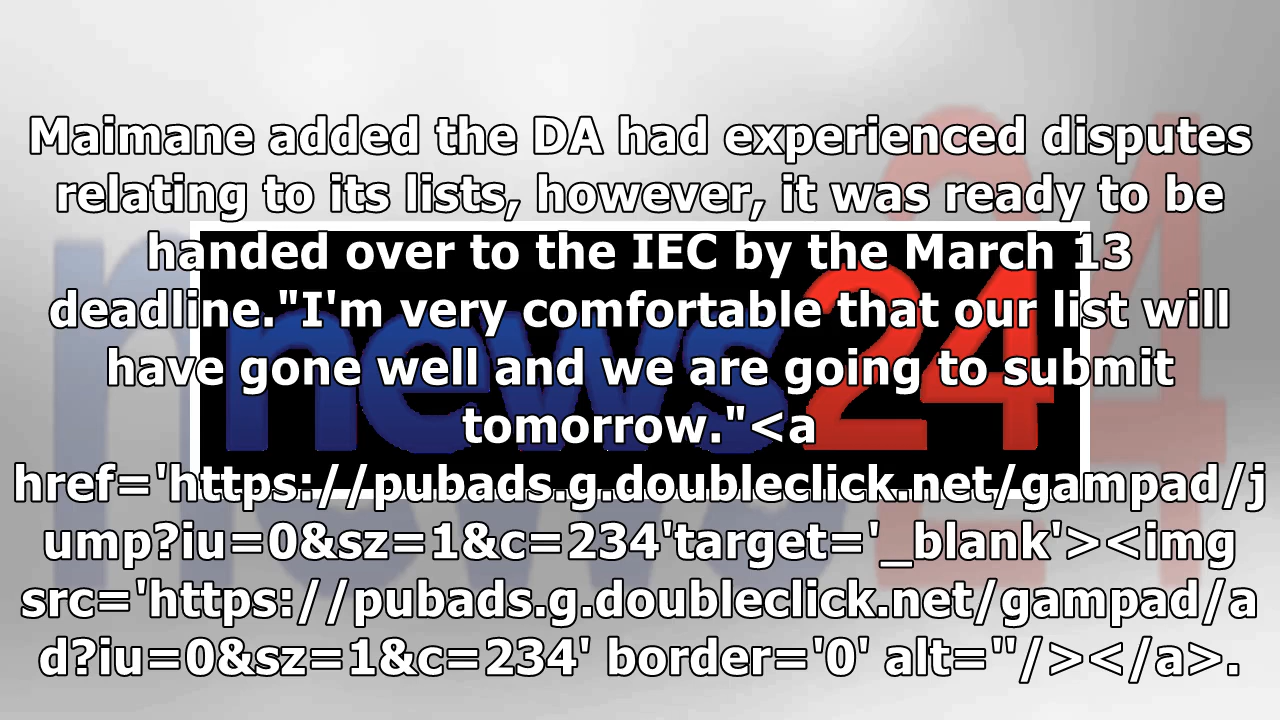 Maimane added the DA had experienced disputes
relating to its lists, however, it was ready to be
handed over to the IEC by the March 13
deadline."I'm very comfortable that our list will
have gone well and we are going to submit
tomorrow."<a
href='https://pubads.g.doubleclick.net/gampad/j
ump?iu=0&sz=1&c=234'target='_blank'><img
src='https://pubads.g.doubleclick.net/gampad/a
d?iu=0&sz=1&c=234' border='0' alt=''/></a>.
news24
news24